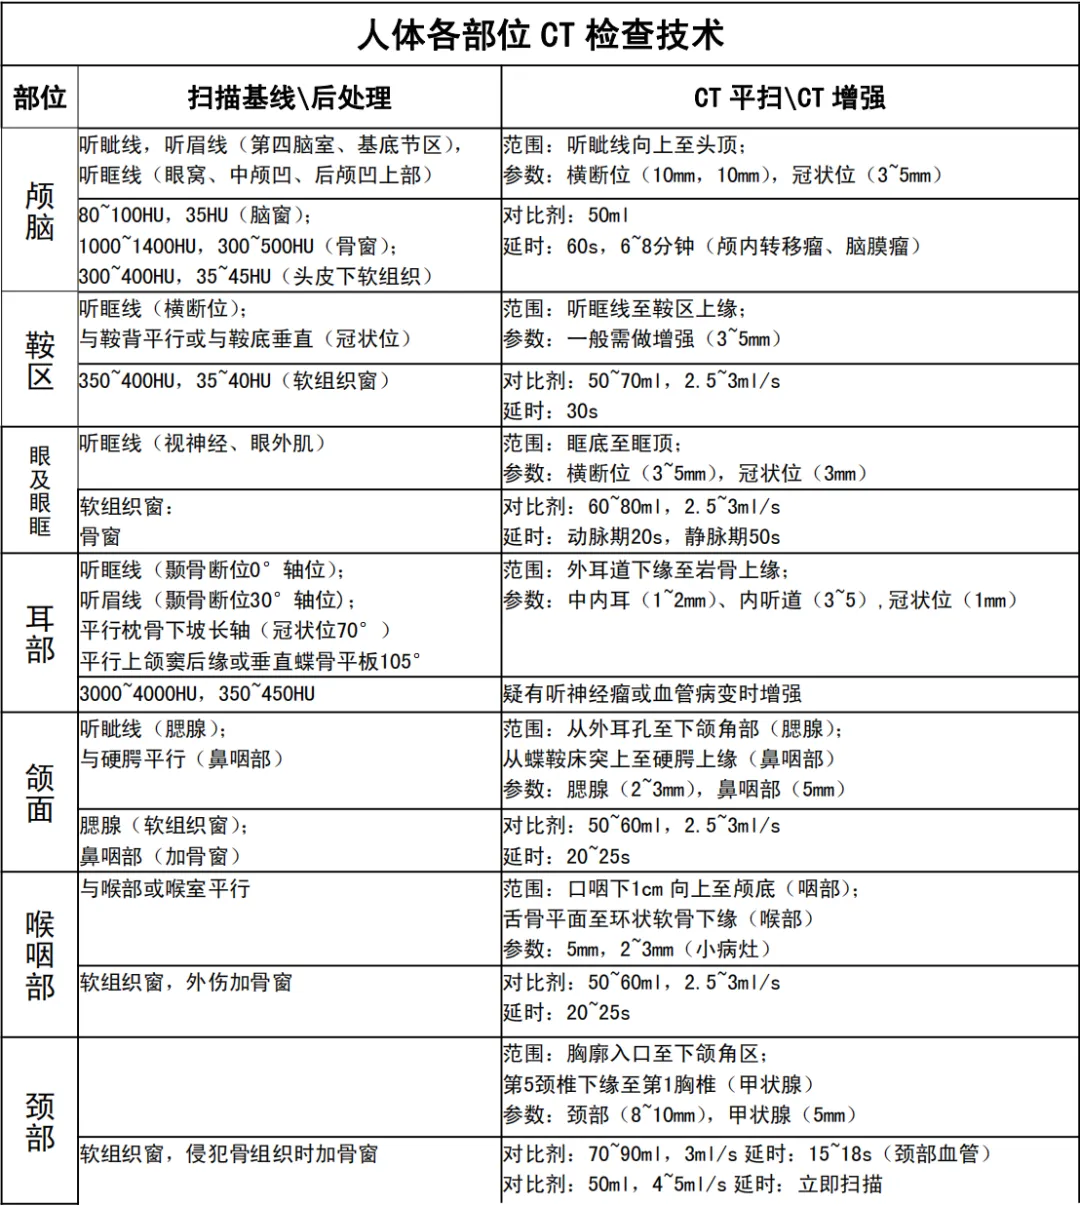 人体各部位 CT 检查技术
部位
扫描基线\后处理
CT 平扫\CT 增强
颅脑
听眦线，听眉线（第四脑室、基底节区），
听眶线（眼窝、中颅凹、后颅凹上部）
范围：听眦线向上至头顶；
参数：横断位（10mm，10mm），冠状位（3~5mm）
80~100HU，35HU（脑窗）；
1000~1400HU，300~500HU（骨窗）；
300~400HU，35~45HU（头皮下软组织）
对比剂：50ml
延时：60s，6~8分钟（颅内转移瘤、脑膜瘤）
鞍区
听眶线（横断位）；
与鞍背平行或与鞍底垂直（冠状位）
范围：听眶线至鞍区上缘；
参数：一般需做增强（3~5mm）
350~400HU，35~40HU（软组织窗）
对比剂：50~70ml，2.5~3ml/s
延时：30s
眼及眼眶
听眶线（视神经、眼外肌）
范围：眶底至眶顶；
参数：横断位（3~5mm），冠状位（3mm）
软组织窗：
骨窗
对比剂：60~80ml，2.5~3ml/s
延时：动脉期20s，静脉期50s
耳部
听眶线（颞骨断位0°轴位）；
听眉线（颞骨断位30°轴位）；
平行枕骨下坡长轴（冠状位70°）
平行上颌窦后缘或垂直蝶骨平板105°
范围：外耳道下缘至岩骨上缘；
参数：中内耳（1~2mm）、内听道（3~5）,冠状位（1mm）
3000~4000HU，350~450HU
疑有听神经瘤或血管病变时增强
颌面
听眦线（腮腺）；
与硬腭平行（鼻咽部）
范围：从外耳孔至下颌角部（腮腺）；
从蝶鞍床突上至硬腭上缘（鼻咽部）
参数：腮腺（2~3mm），鼻咽部（5mm）
腮腺（软组织窗）；
鼻咽部（加骨窗）
对比剂：50~60ml，2.5~3ml/s
延时：20~25s
喉咽部
与喉部或喉室平行
范围：口咽下1cm 向上至颅底（咽部）；
舌骨平面至环状软骨下缘（喉部）
参数：5mm，2~3mm（小病灶）
软组织窗，外伤加骨窗
对比剂：50~60ml，2.5~3ml/s
延时：20~25s
颈部
范围：胸廓入口至下颌角区；
第5颈椎下缘至第1胸椎（甲状腺）
参数：颈部（8~10mm），甲状腺（5mm）
软组织窗，侵犯骨组织时加骨窗
对比剂：70~90ml，3ml/s 延时：15~18s（颈部血管）
对比剂：50ml，4~5ml/s 延时：立即扫描